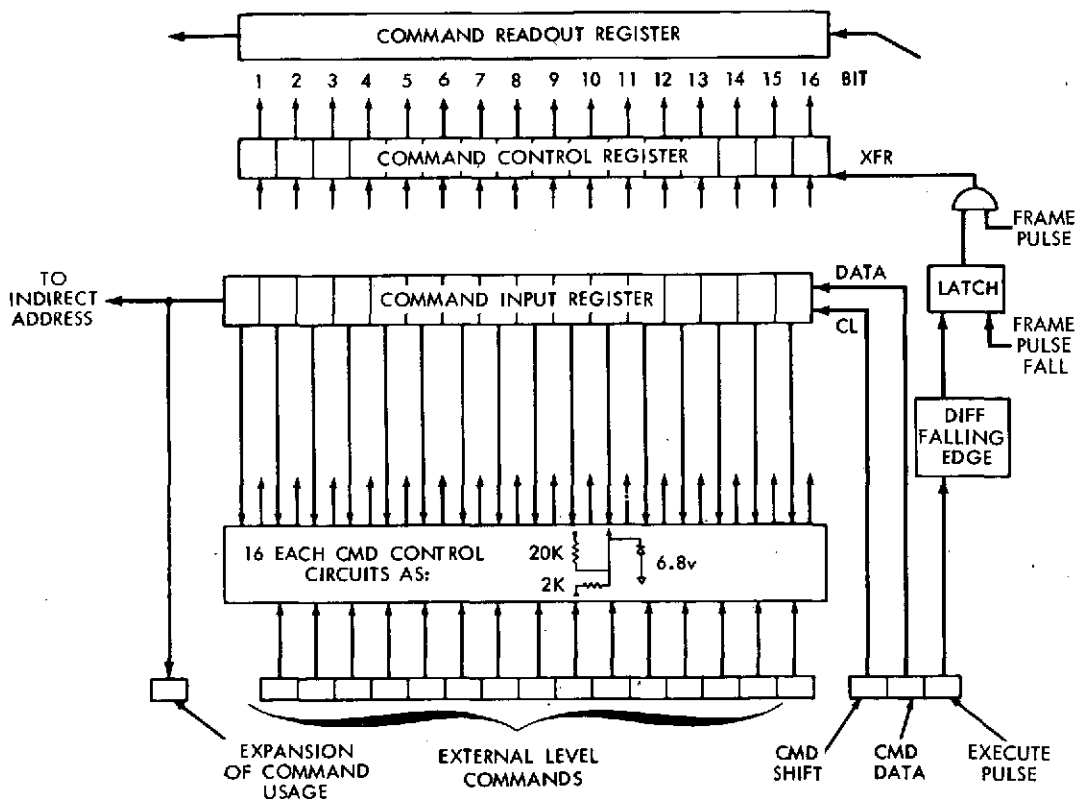 COMMAND READOUT REGISTER
1 2 3 4 5 6 7 8 9 10 11 12 13 14 15 16 BIT
COMMAND CONTROL REGISTER
XFR
FRAME
PULSE
TO
INDIRECT
ADDRESS
COMMAND INPUT REGISTER
DATA
CL
LATCH
FRAME
PULSE
FALL
DIFF
FALLING
EDGE
16 EACH CMD CONTROL
CIRCUITS AS:
20K
2K
6.8v
EXPANSION
OF COMMAND
USAGE
EXTERNAL LEVEL
COMMANDS
CMD
SHIFT
CMD
DATA
EXECUTE
PULSE